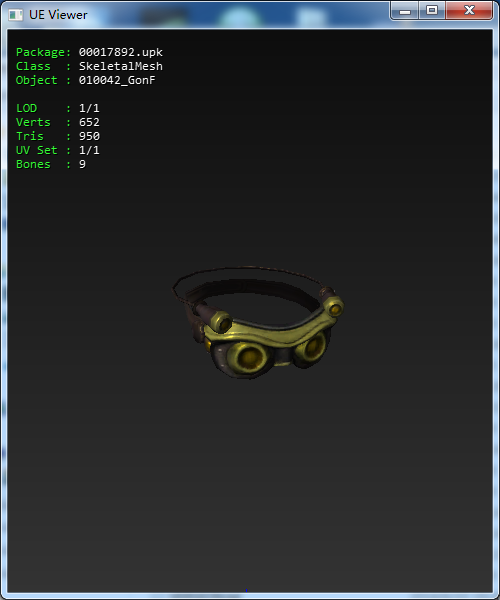 UE Viewer
Package: 00017892.upk
Class : SkeletalMesh
Object : 010042_GonF
LOD : 1/1
Verts : 652
Tris : 950
UV Set : 1/1
Bones : 9